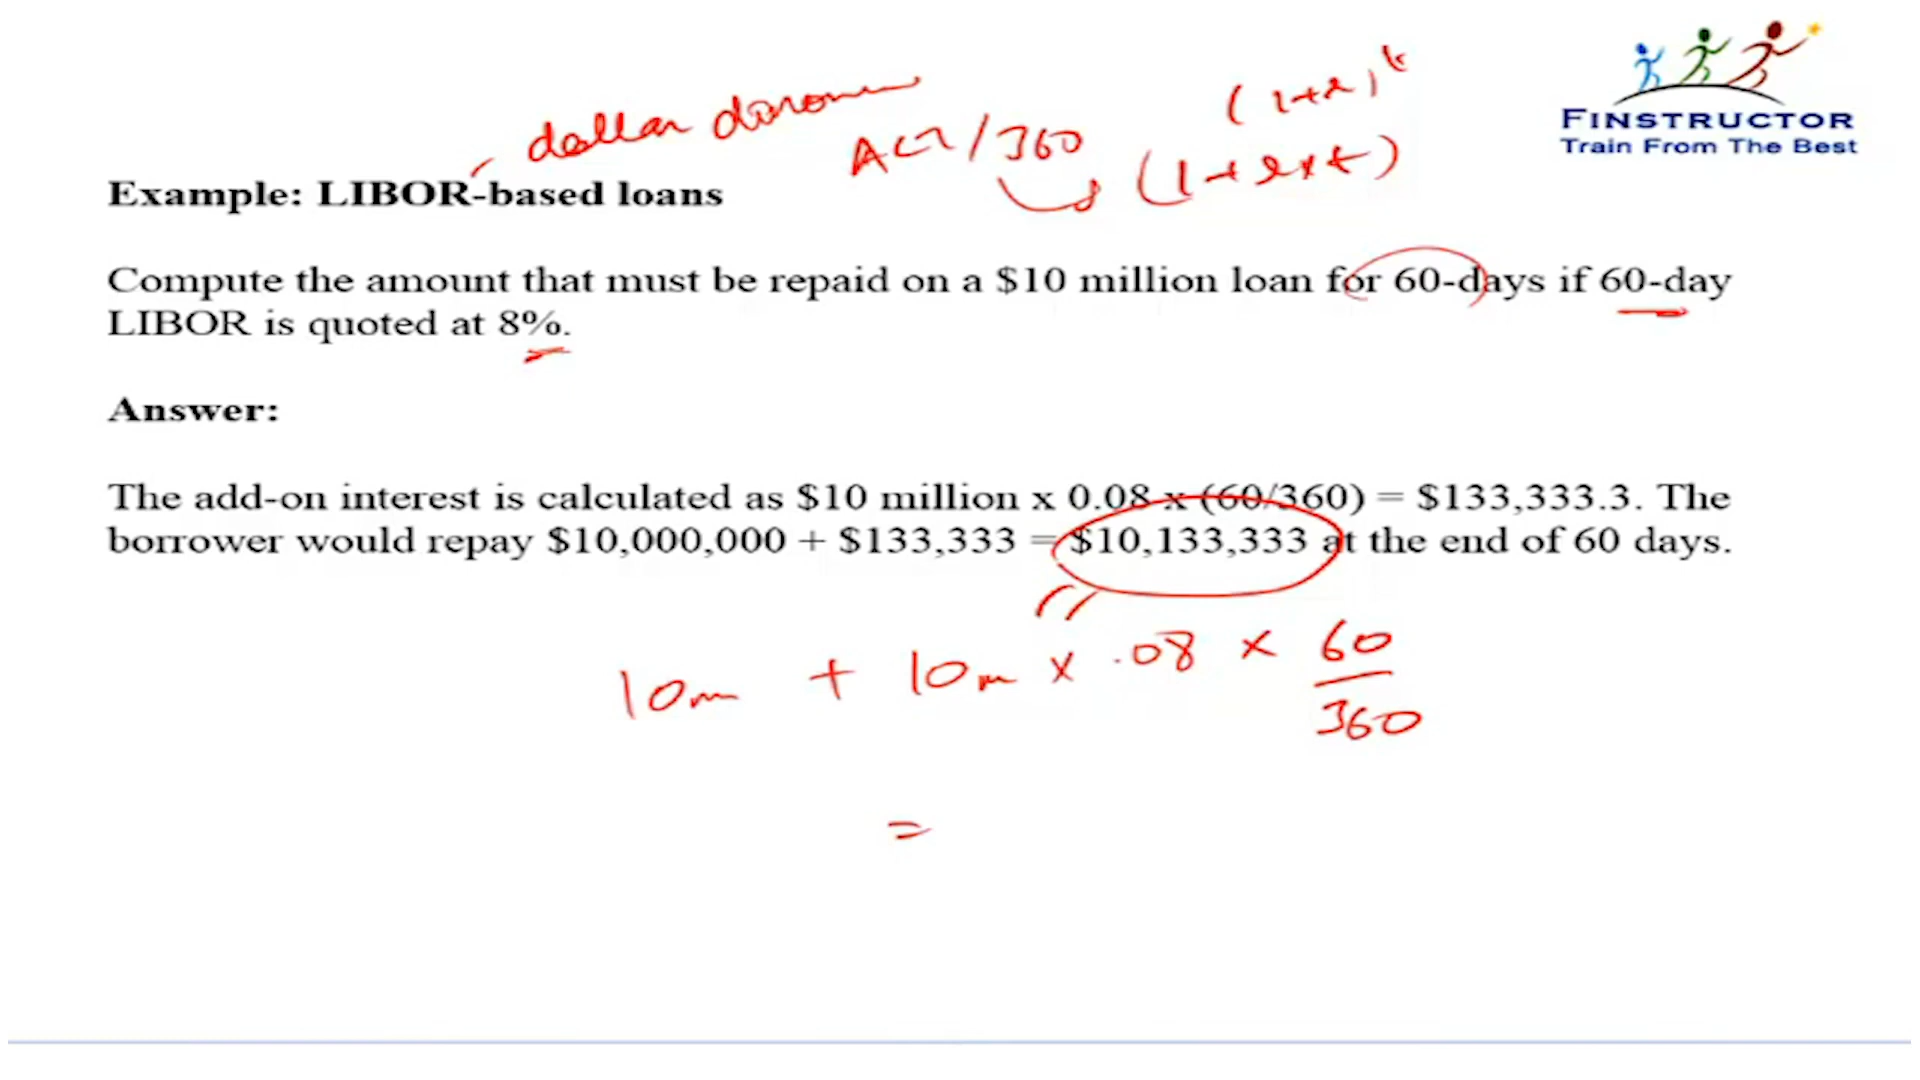 FINSTRUCTOR
Train From The Best
dollar
ACT/360
(1+r)^t
(1+r×t)
Example: LIBOR-based loans
Compute the amount that must be repaid on a $10 million loan for 60-days if 60-day
LIBOR is quoted at 8%.
Answer:
The add-on interest is calculated as $10 million x 0.08 x (60/360) = $133,333.3. The
borrower would repay $10,000,000 + $133,333 = $10,133,333 at the end of 60 days.
10m + 10m × .08 × 60
360
=